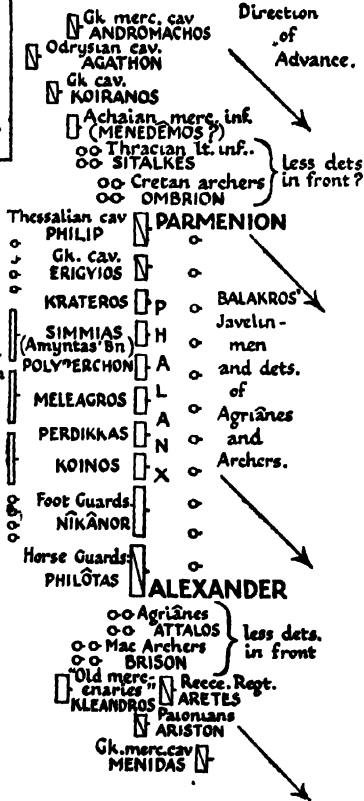 Gk merc. cav
ANDROMACHOS
Odrysian cav.
AGATHON
Gk cav.
KOIRANOS
Achaian merc. inf.
(MENEDÊMOS?)
Thracian lt. inf..
SITALKES
Cretan archers
OMBRION
less dets
in front?
Direction
of
Advance.
Thessalian cav
PHILIP
PARMENION
Gk. cav.
ERIGYIOS
KRATEROS
SIMMIAS
(Amyntas' Bn)
POLYPERCHON
MELEAGROS
PERDIKKAS
KOINOS
PHALANX
BALAKROS'
Javelin-
men
and dets.
of
Agriânes
and
Archers.
Foot Guards
NÎKÂNOR
Horse Guards:
PHILÔTAS
ALEXANDER
Agriânes
ATTALOS
Mac Archers
BRISON
less dets.
in front
"Old merc-
enaries"
KLEANDROS
Recce. Regt.
ARETES
Paionians
ARISTON
Gk.merc.cav
MENIDAS